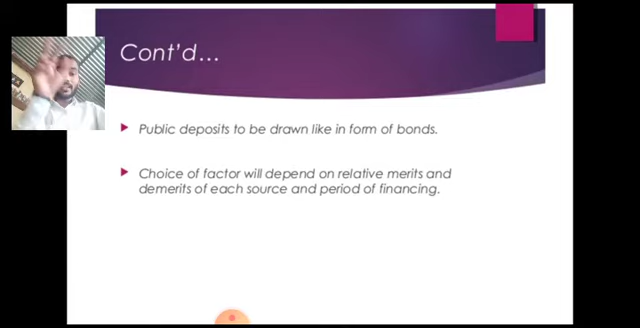 Cont'd...
Public deposits to be drawn like in form of bonds.
Choice of factor will depend on relative merits and
demerits of each source and period of financing.